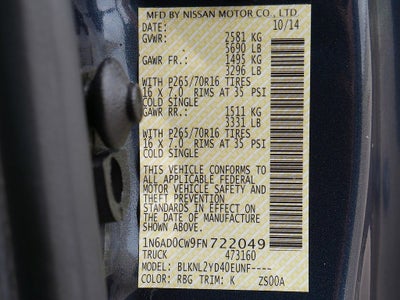 MFD BY NISSAN MOTOR CO., LTD.
DATE: 10/14
GVWR: 2581 KG
5690 LB
GAWR FR.: 1495 KG
3296 LB
WITH P265/70R16 TIRES
16 X 7.0 RIMS AT 35 PSI
COLD SINGLE
GAWR RR.: 1511 KG
3331 LB
WITH P265/70R16 TIRES
16 X 7.0 RIMS AT 35 PSI
COLD SINGLE
THIS VEHICLE CONFORMS TO
ALL APPLICABLE FEDERAL
MOTOR VEHICLE SAFETY AND
THEFT PREVENTION
STANDARDS IN EFFECT ON
THE DATE OF MANUFACTURE
SHOWN ABOVE.
1N6AD0CW9FN722049
TRUCK 473160
MODEL: BLKNL2YD40EUNF----
COLOR: RBG TRIM: K ZS00A